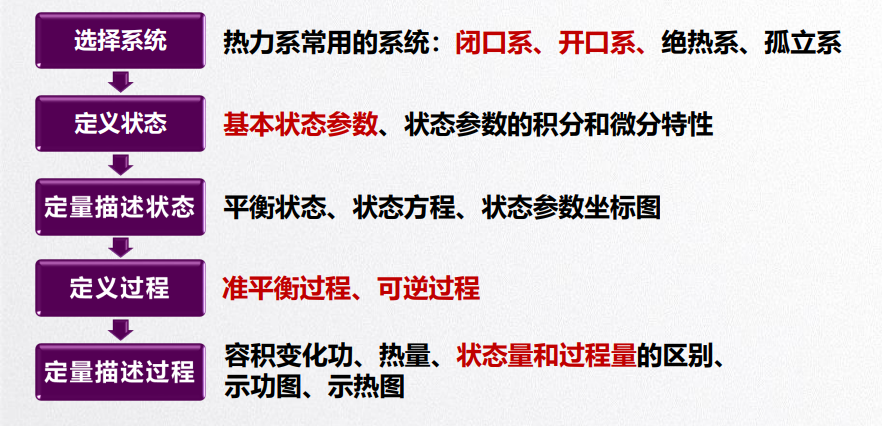 选择系统
热力系常用的系统：闭口系、开口系、绝热系、孤立系
定义状态
基本状态参数、状态参数的积分和微分特性
定量描述状态
平衡状态、状态方程、状态参数坐标图
定义过程
准平衡过程、可逆过程
定量描述过程
容积变化功、热量、状态量和过程量的区别、
示功图、示热图